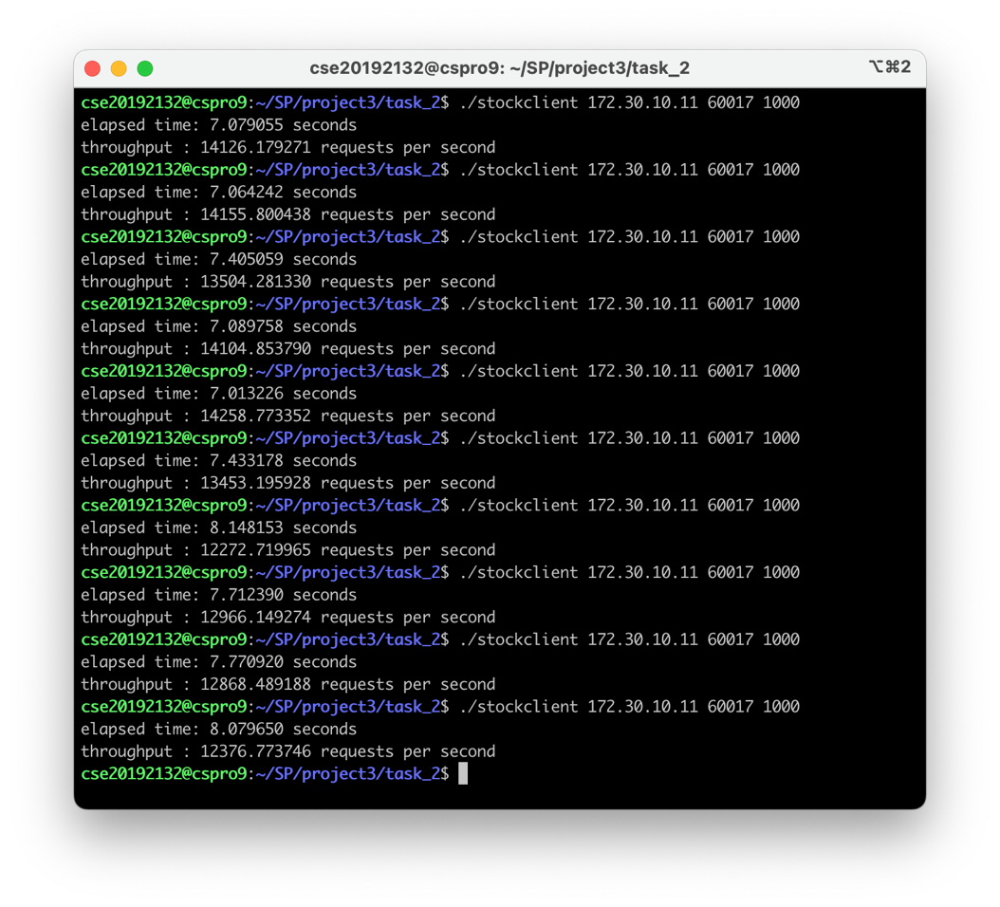 cse20192132@cspro9: ~/SP/project3/task_2 ⌥⌘2
cse20192132@cspro9:~/SP/project3/task_2$ ./stockclient 172.30.10.11 60017 1000
elapsed time: 7.079055 seconds
throughput : 14126.179271 requests per second
cse20192132@cspro9:~/SP/project3/task_2$ ./stockclient 172.30.10.11 60017 1000
elapsed time: 7.064242 seconds
throughput : 14155.800438 requests per second
cse20192132@cspro9:~/SP/project3/task_2$ ./stockclient 172.30.10.11 60017 1000
elapsed time: 7.405059 seconds
throughput : 13504.281330 requests per second
cse20192132@cspro9:~/SP/project3/task_2$ ./stockclient 172.30.10.11 60017 1000
elapsed time: 7.089758 seconds
throughput : 14104.853790 requests per second
cse20192132@cspro9:~/SP/project3/task_2$ ./stockclient 172.30.10.11 60017 1000
elapsed time: 7.013226 seconds
throughput : 14258.773352 requests per second
cse20192132@cspro9:~/SP/project3/task_2$ ./stockclient 172.30.10.11 60017 1000
elapsed time: 7.433178 seconds
throughput : 13453.195928 requests per second
cse20192132@cspro9:~/SP/project3/task_2$ ./stockclient 172.30.10.11 60017 1000
elapsed time: 8.148153 seconds
throughput : 12272.719965 requests per second
cse20192132@cspro9:~/SP/project3/task_2$ ./stockclient 172.30.10.11 60017 1000
elapsed time: 7.712390 seconds
throughput : 12966.149274 requests per second
cse20192132@cspro9:~/SP/project3/task_2$ ./stockclient 172.30.10.11 60017 1000
elapsed time: 7.770920 seconds
throughput : 12868.489188 requests per second
cse20192132@cspro9:~/SP/project3/task_2$ ./stockclient 172.30.10.11 60017 1000
elapsed time: 8.079650 seconds
throughput : 12376.773746 requests per second
cse20192132@cspro9:~/SP/project3/task_2$